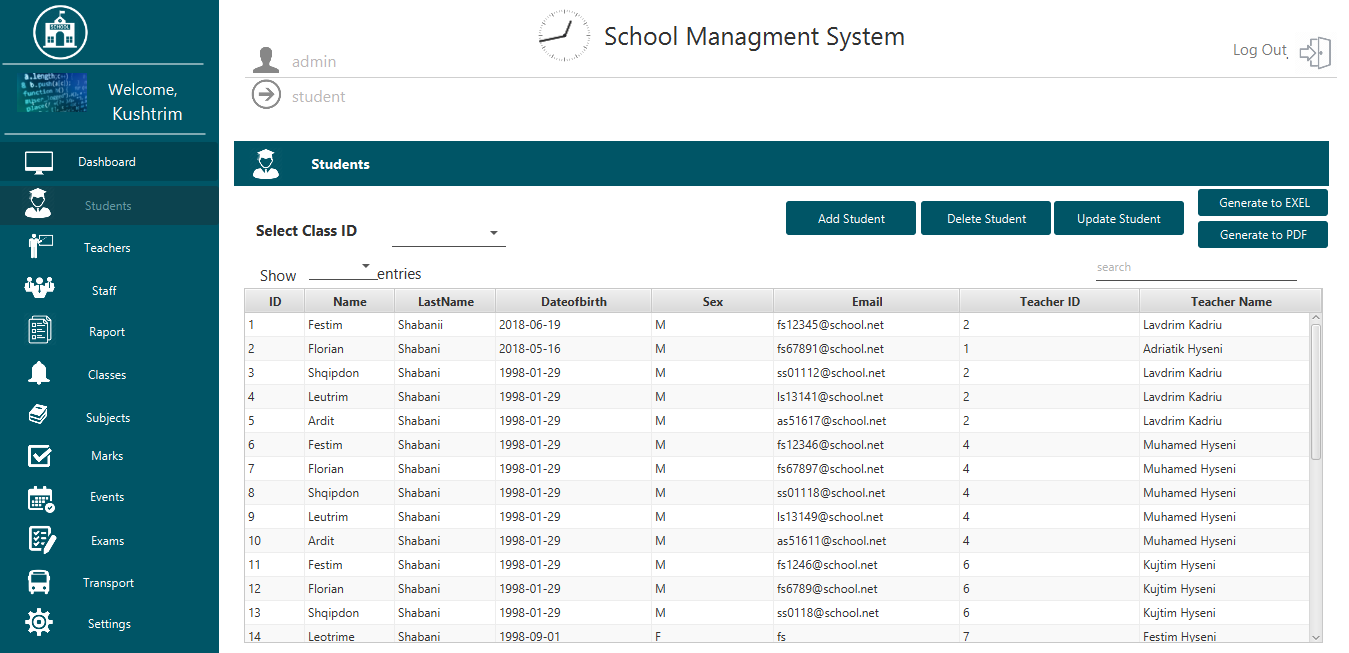 SCHOOL
School Managment System
admin
Log Out
student
Welcome,
Kushtrim
Dashboard
Students
Teachers
Staff
Raport
Classes
Subjects
Marks
Events
Exams
Transport
Settings
Students
Add Student Delete Student Update Student Generate to EXEL
Generate to PDF
Select Class ID
Show entries search
ID Name LastName Dateofbirth Sex Email Teacher ID Teacher Name
1 Festim Shabanii 2018-06-19 M fs12345@school.net 2 Lavdrim Kadriu
2 Florian Shabani 2018-05-16 M fs67891@school.net 1 Adriatik Hyseni
3 Shqipdon Shabani 1998-01-29 M ss01112@school.net 2 Lavdrim Kadriu
4 Leutrim Shabani 1998-01-29 M ls13141@school.net 2 Lavdrim Kadriu
5 Ardit Shabani 1998-01-29 M as51617@school.net 2 Lavdrim Kadriu
6 Festim Shabani 1998-01-29 M fs12346@school.net 4 Muhamed Hyseni
7 Florian Shabani 1998-01-29 M fs67897@school.net 4 Muhamed Hyseni
8 Shqipdon Shabani 1998-01-29 M ss01118@school.net 4 Muhamed Hyseni
9 Leutrim Shabani 1998-01-29 M ls13149@school.net 4 Muhamed Hyseni
10 Ardit Shabani 1998-01-29 M as51611@school.net 4 Muhamed Hyseni
11 Festim Shabani 1998-01-29 M fs1246@school.net 6 Kujtim Hyseni
12 Florian Shabani 1998-01-29 M fs6789@school.net 6 Kujtim Hyseni
13 Shqipdon Shabani 1998-01-29 M ss0118@school.net 6 Kujtim Hyseni
14 Leotrime Shabani 1998-09-01 F fs 7 Festim Hyseni